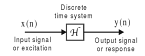 Discrete
time system
x(n)
ℋ
y(n)
Input signal
or excitation
Output signal
or response